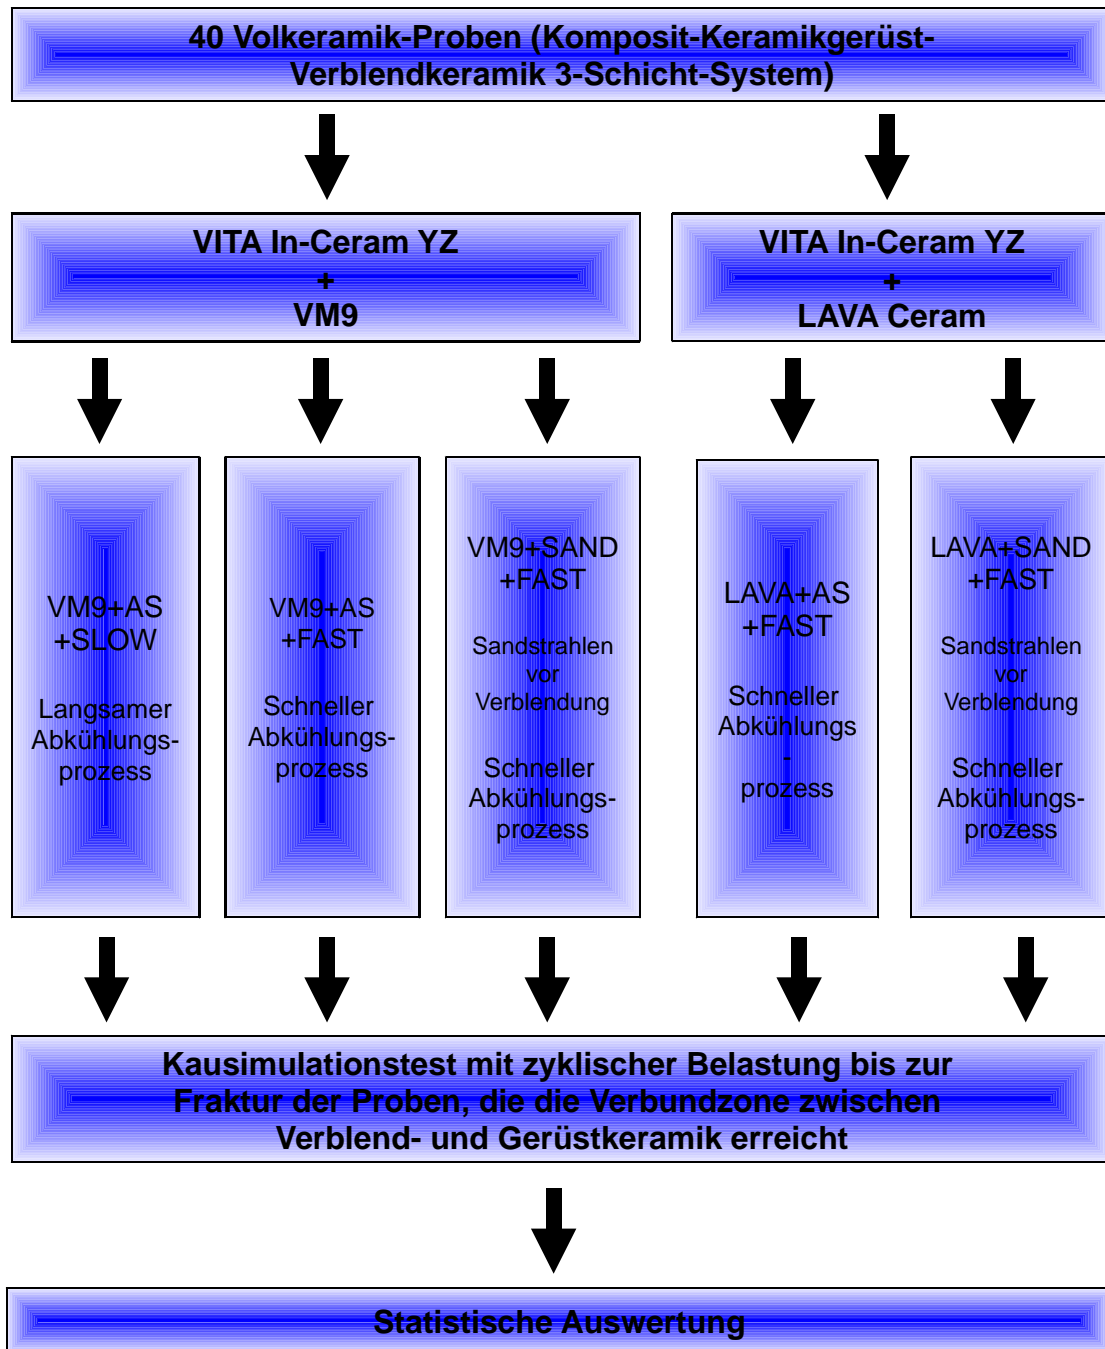 40 Volkeramik-Proben (Komposit-Keramikgerüst-
Verblendkeramik 3-Schicht-System)
VITA In-Ceram YZ
+
VM9
VITA In-Ceram YZ
+
LAVA Ceram
VM9+AS
+SLOW
Langsamer
Abkühlungs-
prozess
VM9+AS
+FAST
Schneller
Abkühlungs-
prozess
VM9+SAND
+FAST
Sandstrahlen
vor
Verblendung
Schneller
Abkühlungs-
prozess
LAVA+AS
+FAST
Schneller
Abkühlungs
-
prozess
LAVA+SAND
+FAST
Sandstrahlen
vor
Verblendung
Schneller
Abkühlungs-
prozess
Kausimulationstest mit zyklischer Belastung bis zur
Fraktur der Proben, die die Verbundzone zwischen
Verblend- und Gerüstkeramik erreicht
Statistische Auswertung